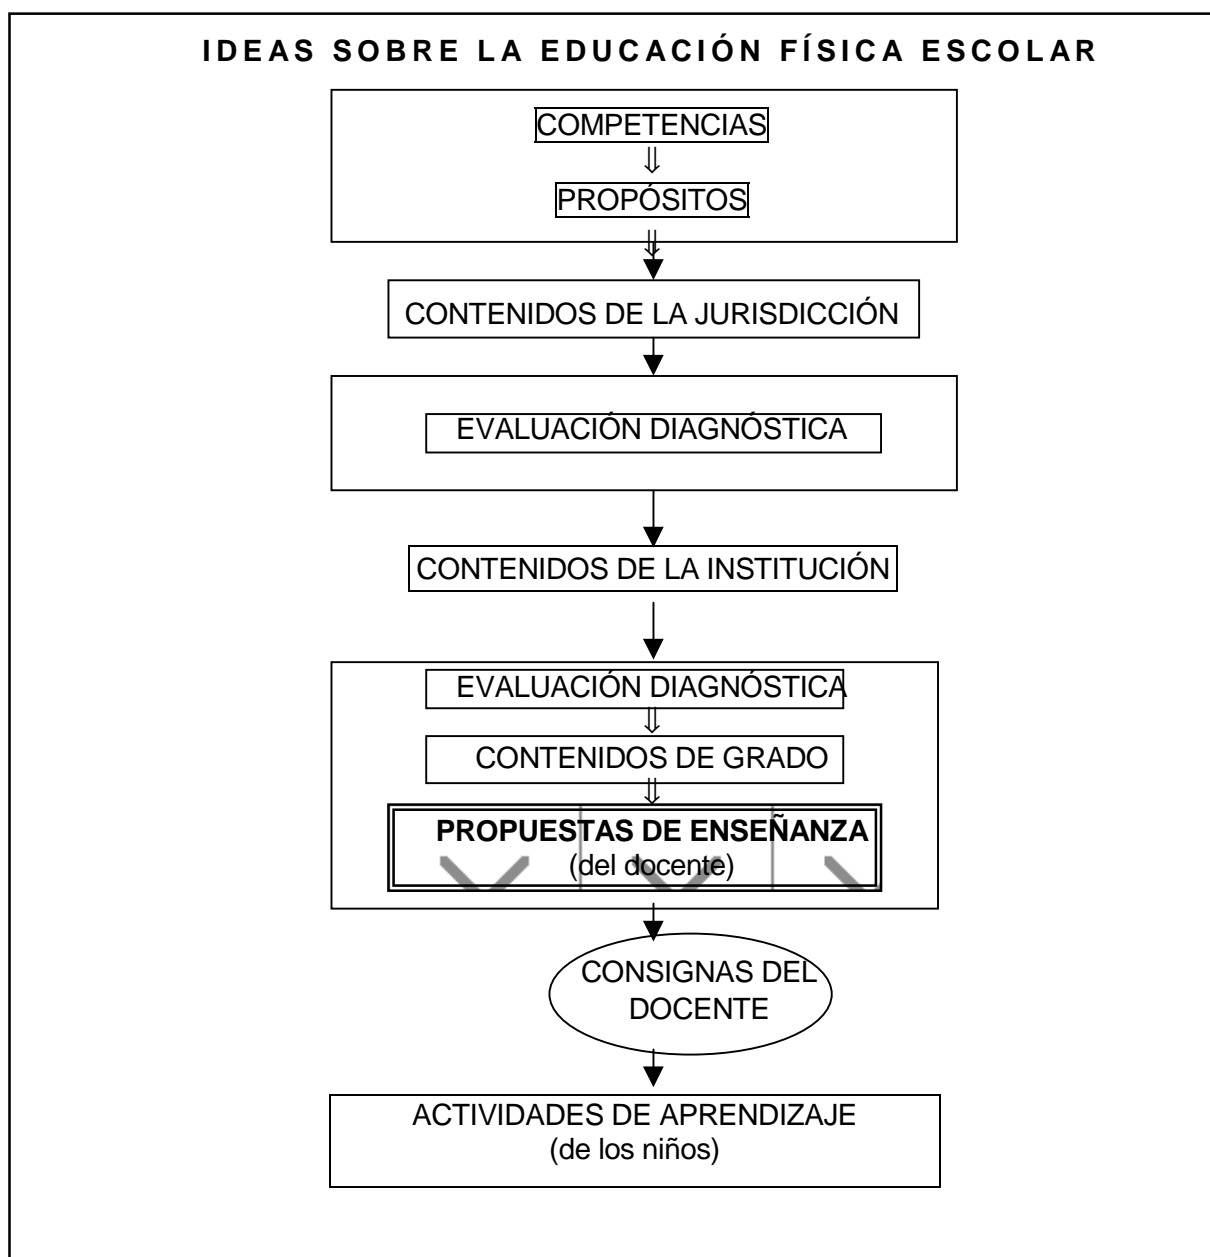 IDEAS SOBRE LA EDUCACIÓN FÍSICA ESCOLAR
COMPETENCIAS
⇓
PROPÓSITOS
⇓
CONTENIDOS DE LA JURISDICCIÓN
EVALUACIÓN DIAGNÓSTICA
CONTENIDOS DE LA INSTITUCIÓN
EVALUACIÓN DIAGNÓSTICA
⇓
CONTENIDOS DE GRADO
⇓
PROPUESTAS DE ENSEÑANZA
(del docente)
CONSIGNAS DEL
DOCENTE
ACTIVIDADES DE APRENDIZAJE
(de los niños)